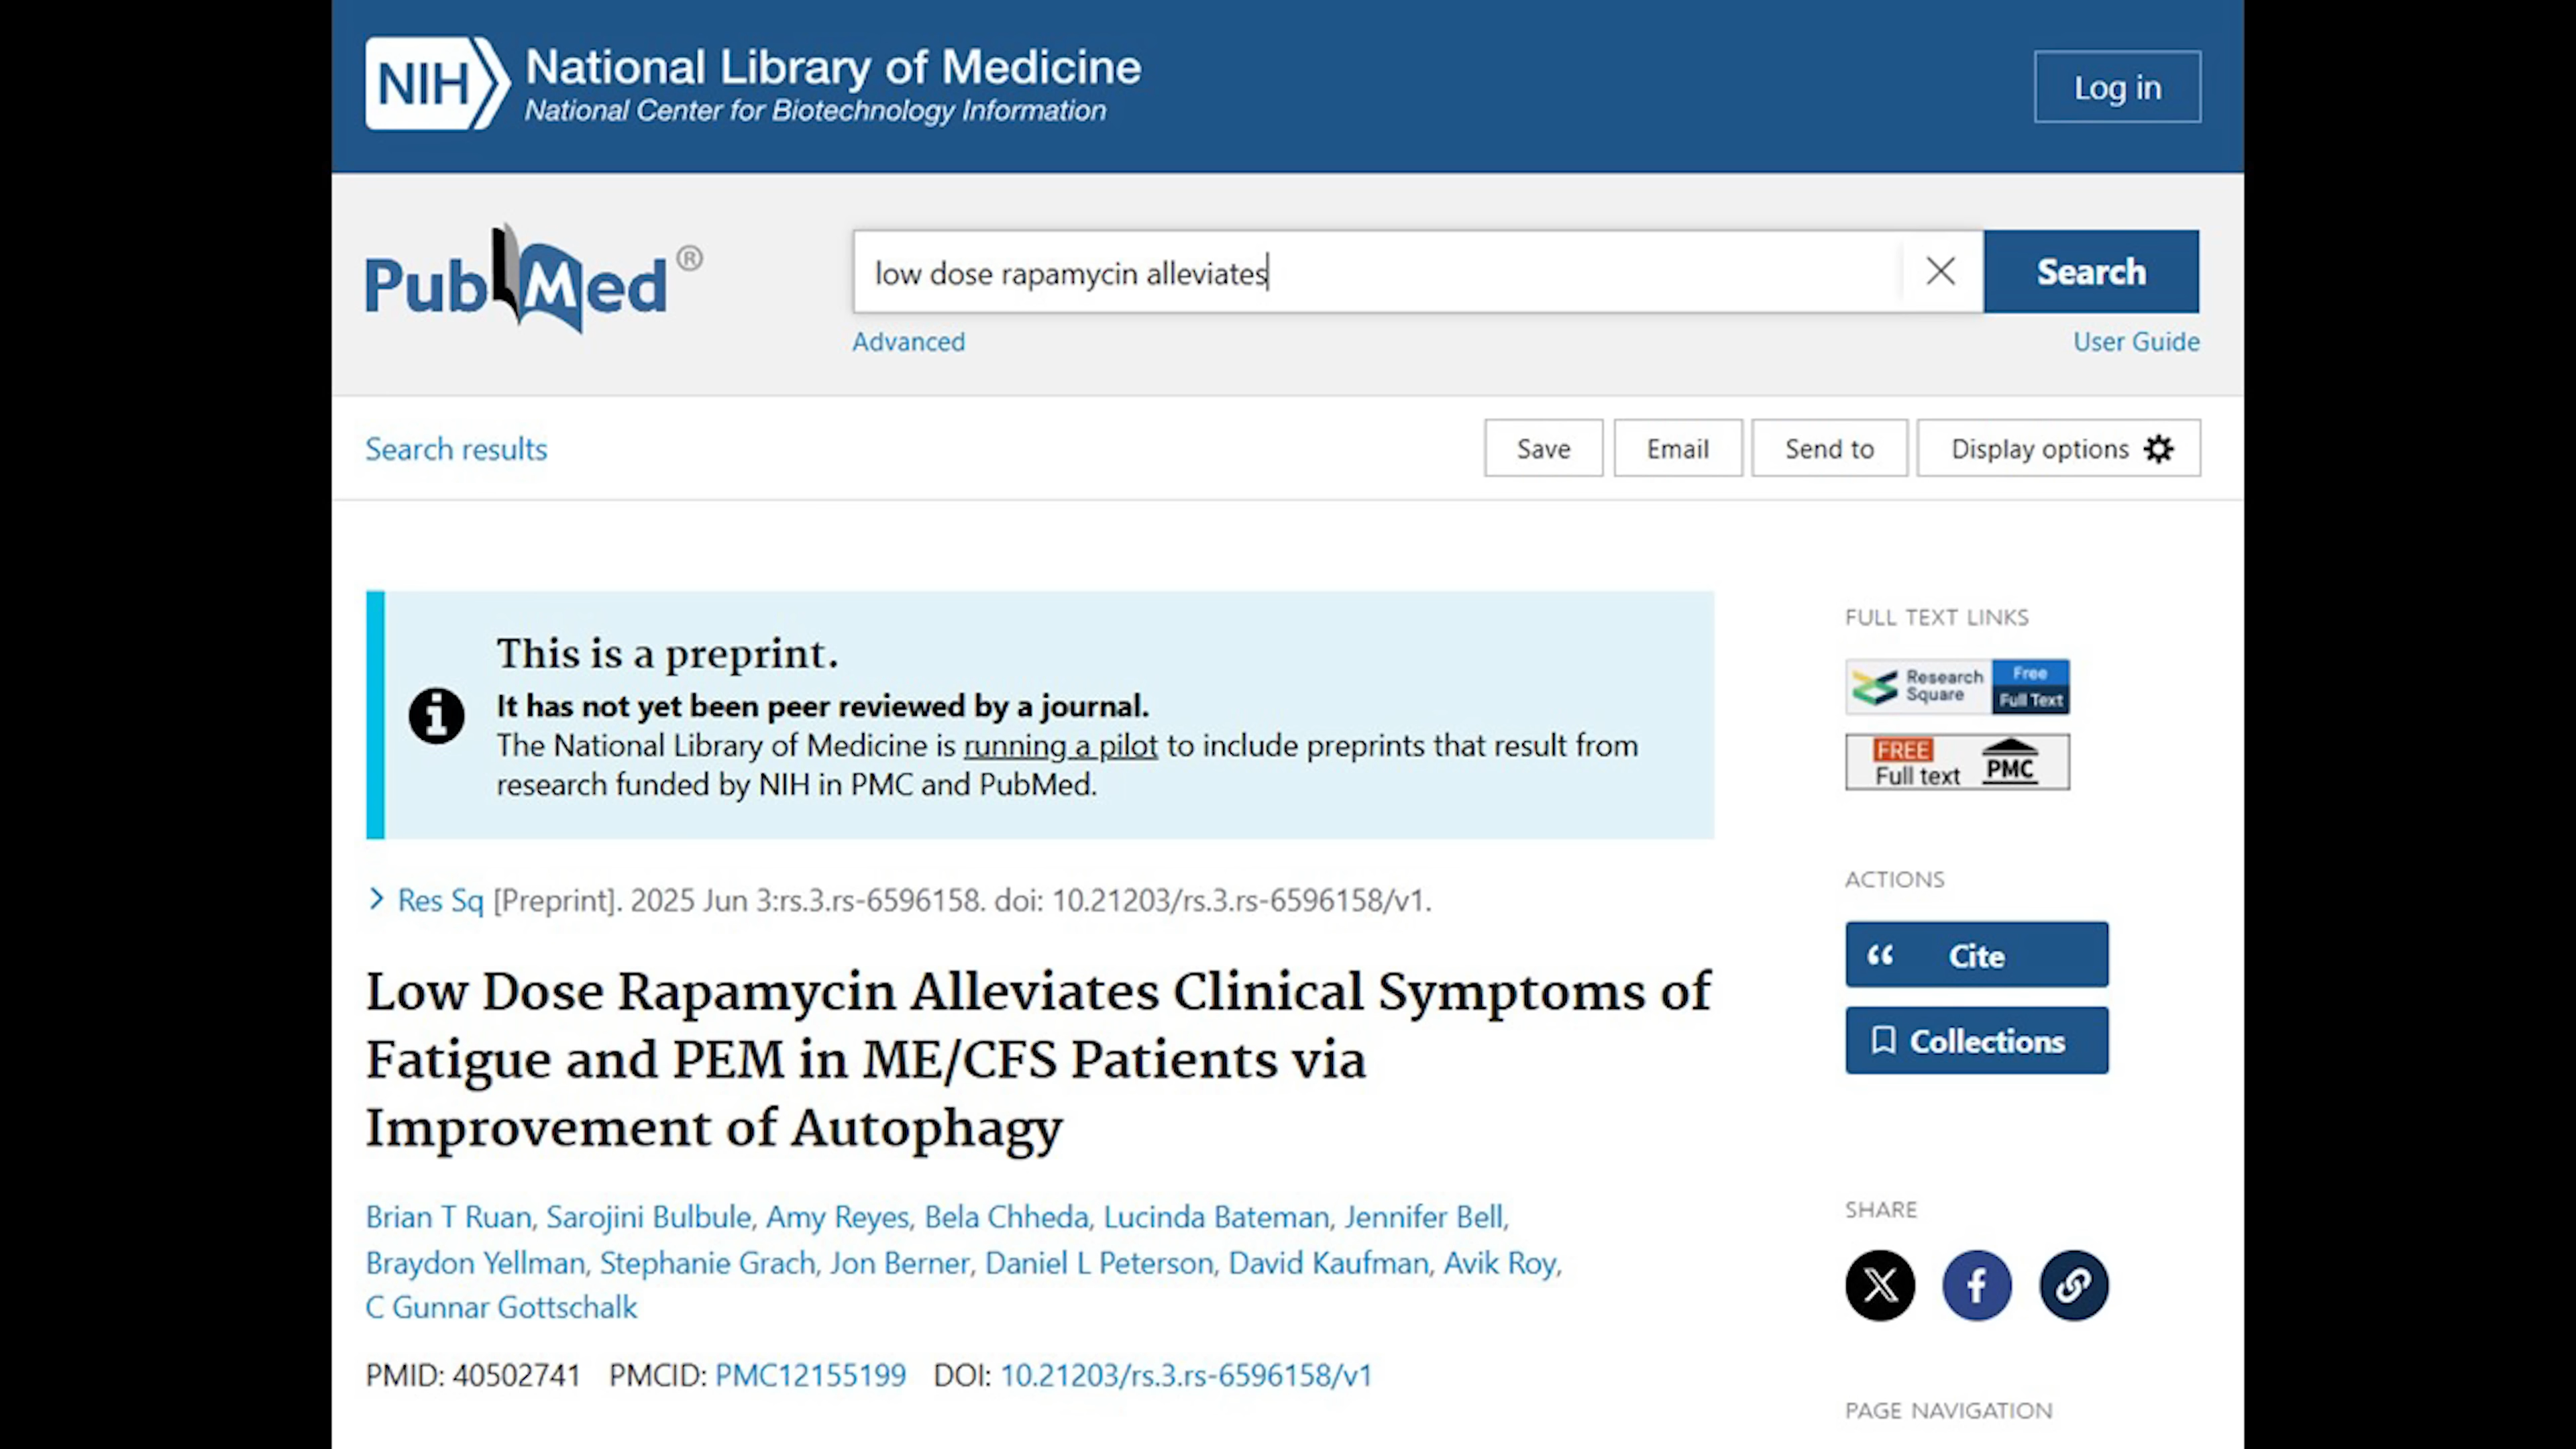 NIH National Library of Medicine
National Center for Biotechnology Information
Log in
PubMed®
low dose rapamycin alleviates
Search
Advanced
User Guide
Search results
Save
Email
Send to
Display options
This is a preprint.
It has not yet been peer reviewed by a journal.
The National Library of Medicine is running a pilot to include preprints that result from
research funded by NIH in PMC and PubMed.
Res Sq [Preprint]. 2025 Jun 3:rs.3.rs-6596158. doi: 10.21203/rs.3.rs-6596158/v1.
Low Dose Rapamycin Alleviates Clinical Symptoms of
Fatigue and PEM in ME/CFS Patients via
Improvement of Autophagy
Brian T Ruan, Sarojini Bulbule, Amy Reyes, Bela Chheda, Lucinda Bateman, Jennifer Bell,
Braydon Yellman, Stephanie Grach, Jon Berner, Daniel L Peterson, David Kaufman, Avik Roy,
C Gunnar Gottschalk
PMID: 40502741 PMCID: PMC12155199 DOI: 10.21203/rs.3.rs-6596158/v1
FULL TEXT LINKS
Research
Square
Free
Full Text
FREE
Full text
PMC
ACTIONS
Cite
Collections
SHARE
PAGE NAVIGATION